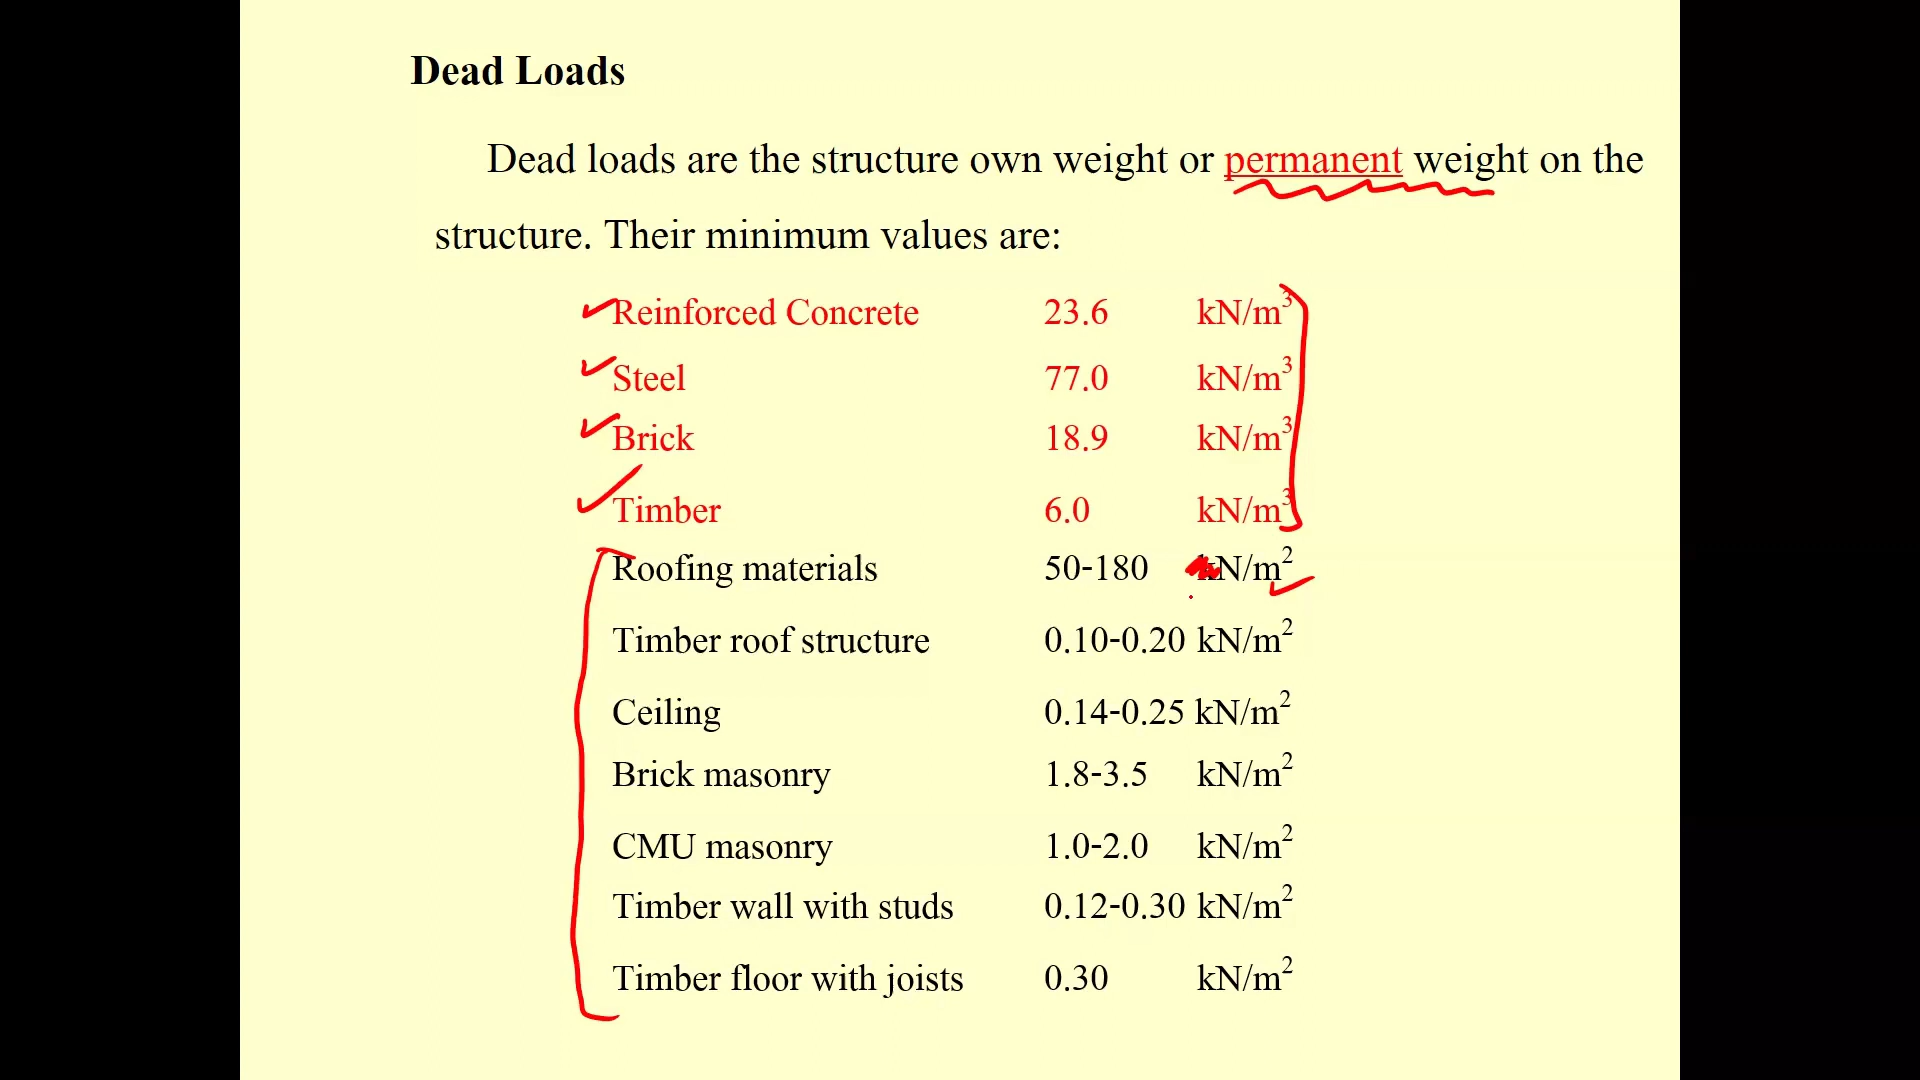 Dead Loads
Dead loads are the structure own weight or permanent weight on the
structure. Their minimum values are:
Reinforced Concrete 23.6 kN/m³
Steel 77.0 kN/m³
Brick 18.9 kN/m³
Timber 6.0 kN/m³
Roofing materials 50-180 kN/m²
Timber roof structure 0.10-0.20 kN/m²
Ceiling 0.14-0.25 kN/m²
Brick masonry 1.8-3.5 kN/m²
CMU masonry 1.0-2.0 kN/m²
Timber wall with studs 0.12-0.30 kN/m²
Timber floor with joists 0.30 kN/m²